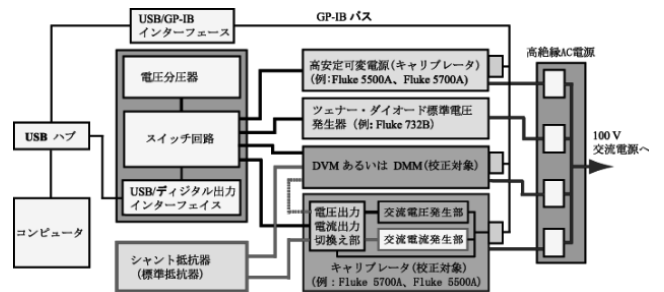 USB/GP-IB
インターフェース
GP-IB バス
高絶縁AC電源
電圧分圧器
高安定可変電源(キャリブレータ)
(例:Fluke 5500A、Fluke 5700A)
ツェナー・ダイオード標準電圧
発生器(例: Fluke 732B)
スイッチ回路
USB ハブ
100 V
交流電源へ
DVM あるいは DMM(校正対象)
USB/ディジタル出力
インターフェイス
電圧出力
電流出力
切換え部
交流電圧発生部
交流電流発生部
コンピュータ
シャント抵抗器
(標準抵抗器)
キャリブレータ(校正対象)
(例:Fluke 5700A、Fluke 5500A)